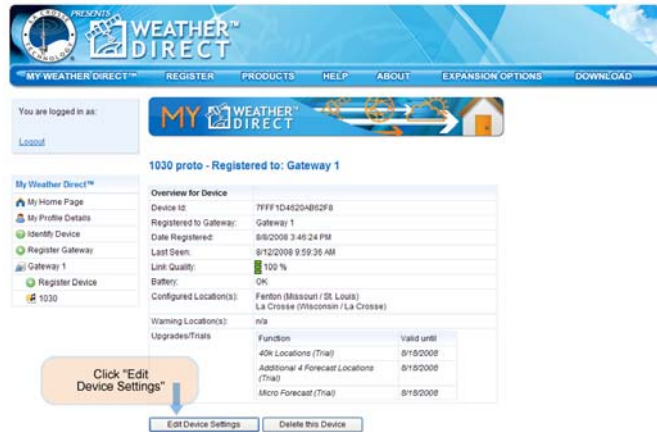 LA CROSSE TECHNOLOGY
PRESENTS
WEATHER™
DIRECT
MY WEATHER DIRECT™ REGISTER PRODUCTS HELP ABOUT EXPANSION OPTIONS DOWNLOAD
You are logged in as:
Logout
MY WEATHER™
DIRECT
1030 proto - Registered to: Gateway 1
My Weather Direct™
My Home Page
My Profile Details
Identify Device
Register Gateway
Gateway 1
Register Device
1030
Overview for Device
Device Id: 7FFF1D4620AB62F8
Registered to Gateway: Gateway 1
Date Registered: 8/8/2008 3:46:24 PM
Last Seen: 8/12/2008 9:59:36 AM
Link Quality: 100 %
Battery: OK
Configured Location(s): Fenton (Missouri / St. Louis)
La Crosse (Wisconsin / La Crosse)
Warning Location(s): n/a
Upgrades/Trials Function Valid until
40k Locations (Trial) 8/18/2008
Additional 4 Forecast Locations 8/18/2008
(Trial)
Micro Forecast (Trial) 8/18/2008
Click "Edit
Device Settings"
Edit Device Settings Delete this Device